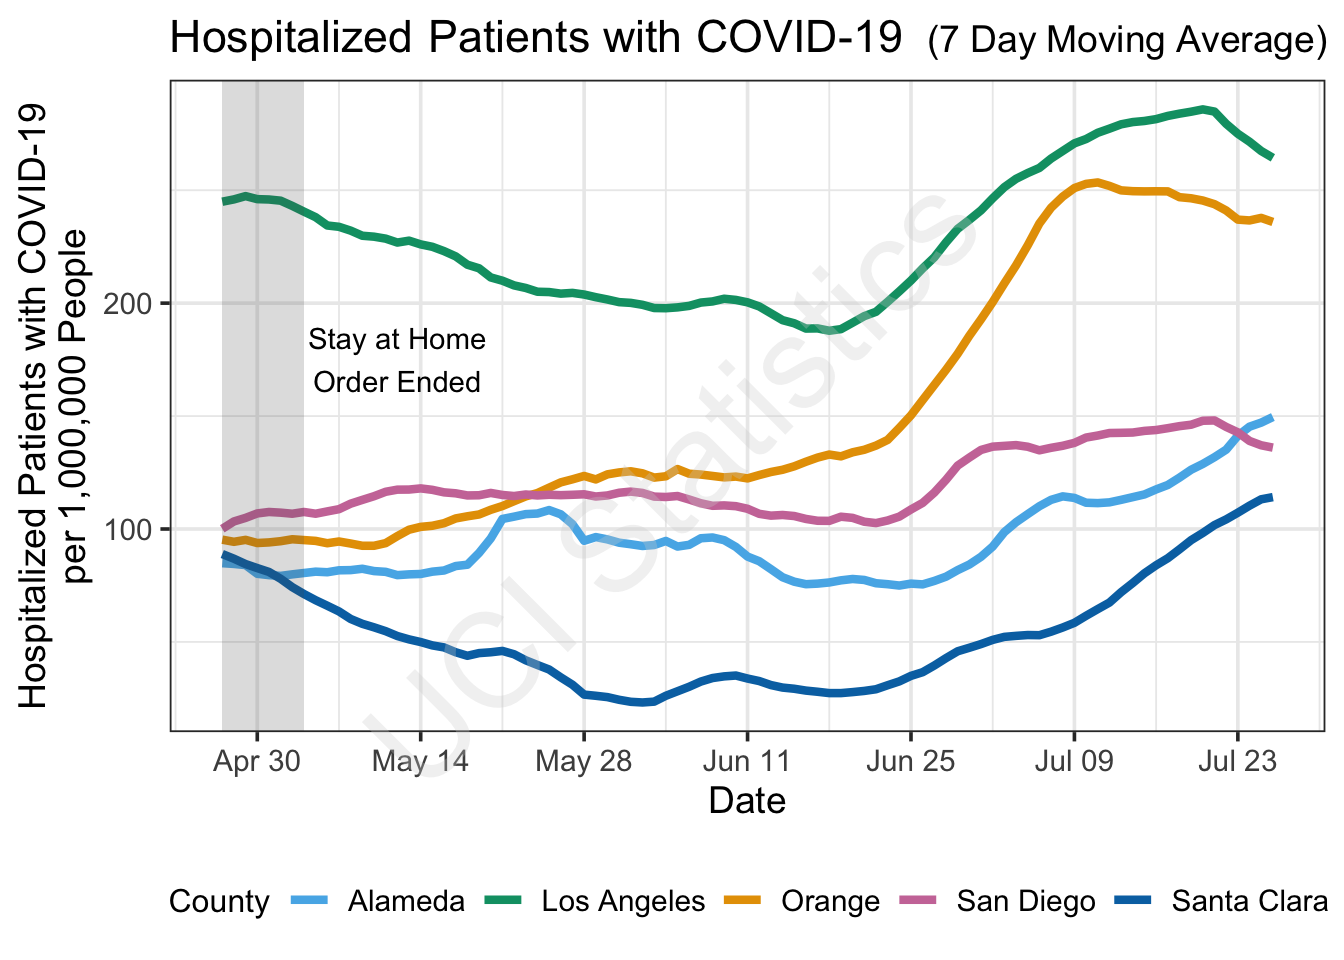 Hospitalized Patients with COVID-19 (7 Day Moving Average)
Hospitalized Patients with COVID-19
per 1,000,000 People
200
100
Stay at Home
Order Ended
UCI Statistics
Apr 30 May 14 May 28 Jun 11 Jun 25 Jul 09 Jul 23
Date
County Alameda Los Angeles Orange San Diego Santa Clara